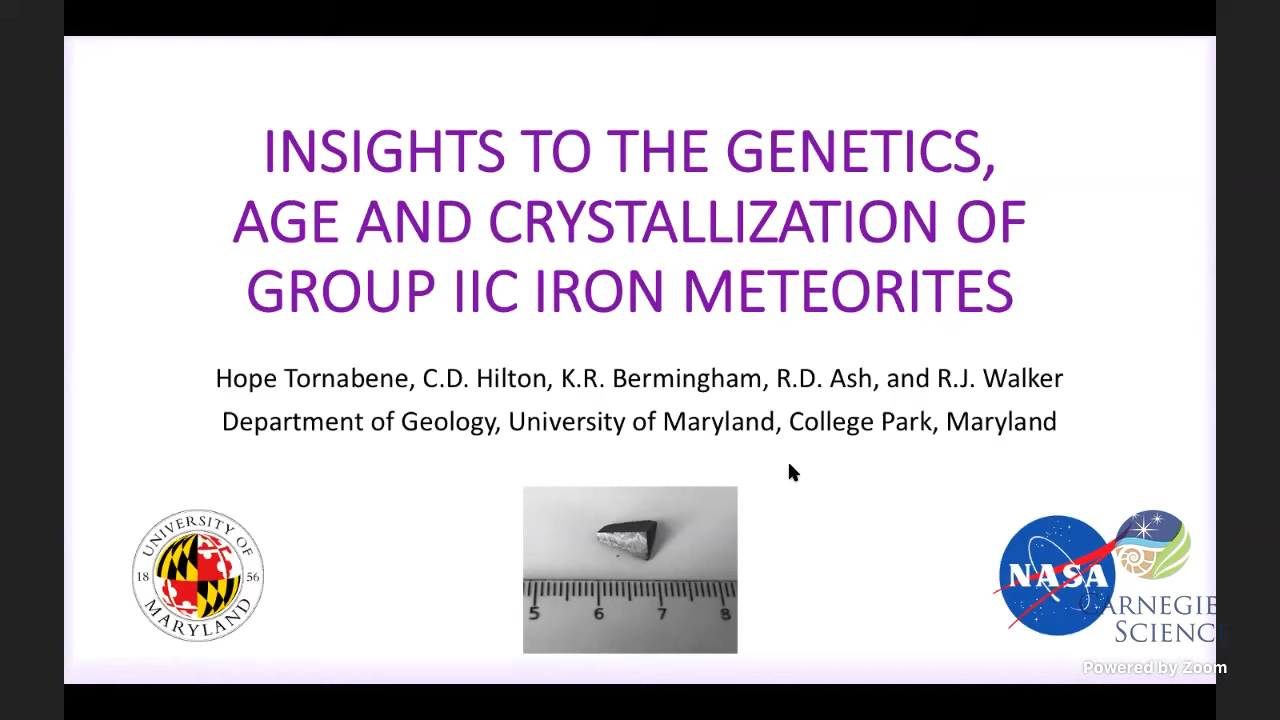 INSIGHTS TO THE GENETICS,
AGE AND CRYSTALLIZATION OF
GROUP IIC IRON METEORITES
Hope Tornabene, C.D. Hilton, K.R. Bermingham, R.D. Ash, and R.J. Walker
Department of Geology, University of Maryland, College Park, Maryland
UNIVERSITY OF
18 56
MARYLAND
5 6 7 8
NASA
CARNEGIE
SCIENCE
Powered by Zoom